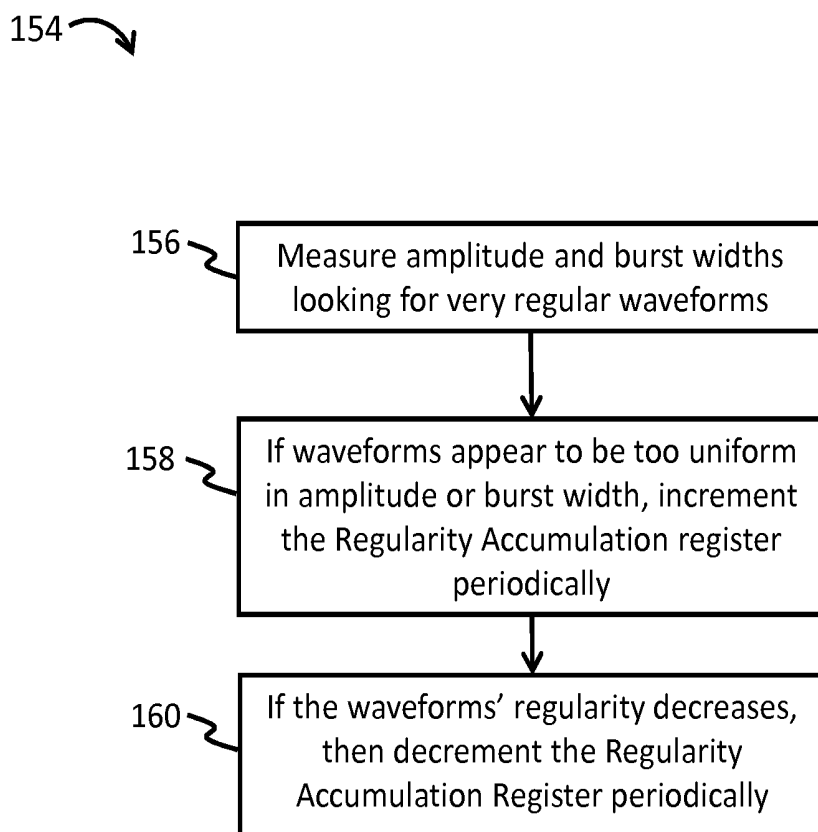 154
156
Measure amplitude and burst widths
looking for very regular waveforms
158
If waveforms appear to be too uniform
in amplitude or burst width, increment
the Regularity Accumulation register
periodically
160
If the waveforms’ regularity decreases,
then decrement the Regularity
Accumulation Register periodically